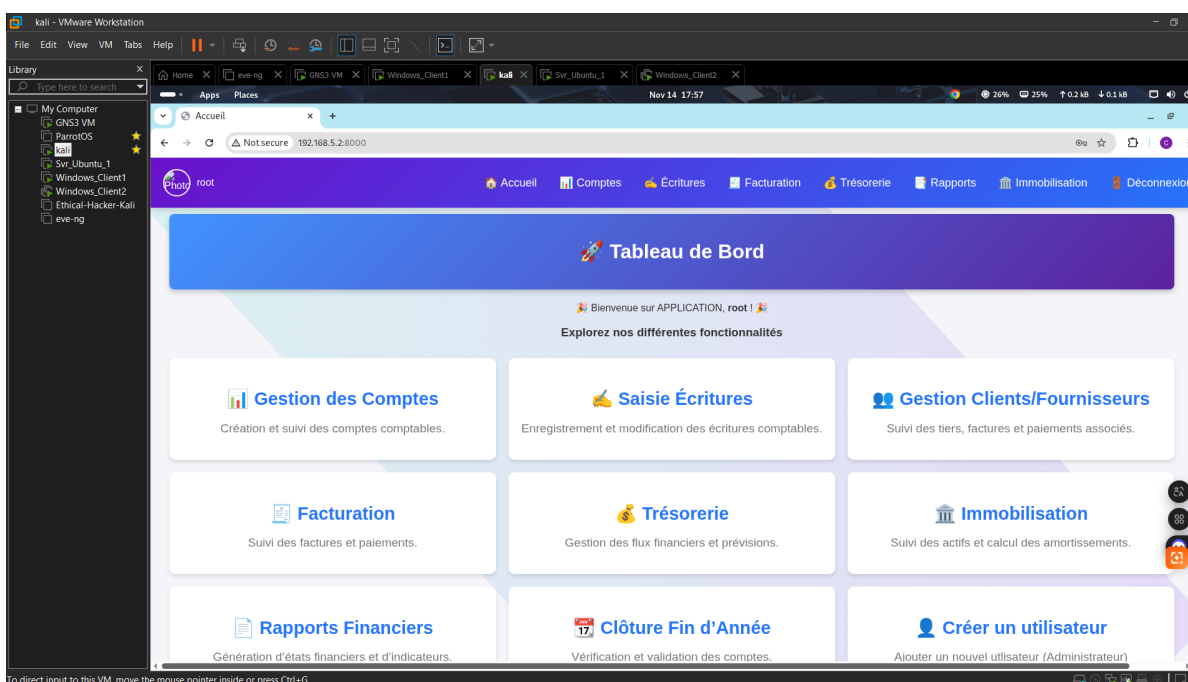 kali - VMware Workstation
File Edit View VM Tabs Help
Library
Home eve-ng GNS3 VM Windows_Client1 kali Svr_Ubuntu_1 Windows_Client2
Type here to search
Apps Places Nov 14 17:57 26% 25% 0.2 kB 0.1 kB
My Computer
GNS3 VM
ParrotOS
kali
Svr_Ubuntu_1
Windows_Client1
Windows_Client2
Ethical-Hacker-Kali
eve-ng
Accueil
Not secure 192.168.5.2:8000
Photo root Accueil Comptes Écritures Facturation Trésorerie Rapports Immobilisation Déconnexion
Tableau de Bord
Bienvenue sur APPLICATION, root !
Explorez nos différentes fonctionnalités
Gestion des Comptes
Création et suivi des comptes comptables.
Saisie Écritures
Enregistrement et modification des écritures comptables.
Gestion Clients/Fournisseurs
Suivi des tiers, factures et paiements associés.
Facturation
Suivi des factures et paiements.
Trésorerie
Gestion des flux financiers et prévisions.
Immobilisation
Suivi des actifs et calcul des amortissements.
Rapports Financiers
Génération d'états financiers et d'indicateurs.
Clôture Fin d'Année
Vérification et validation des comptes.
Créer un utilisateur
Ajouter un nouvel utlisateur (Administrateur)
To direct input to this VM, move the mouse pointer inside or press Ctrl+G.